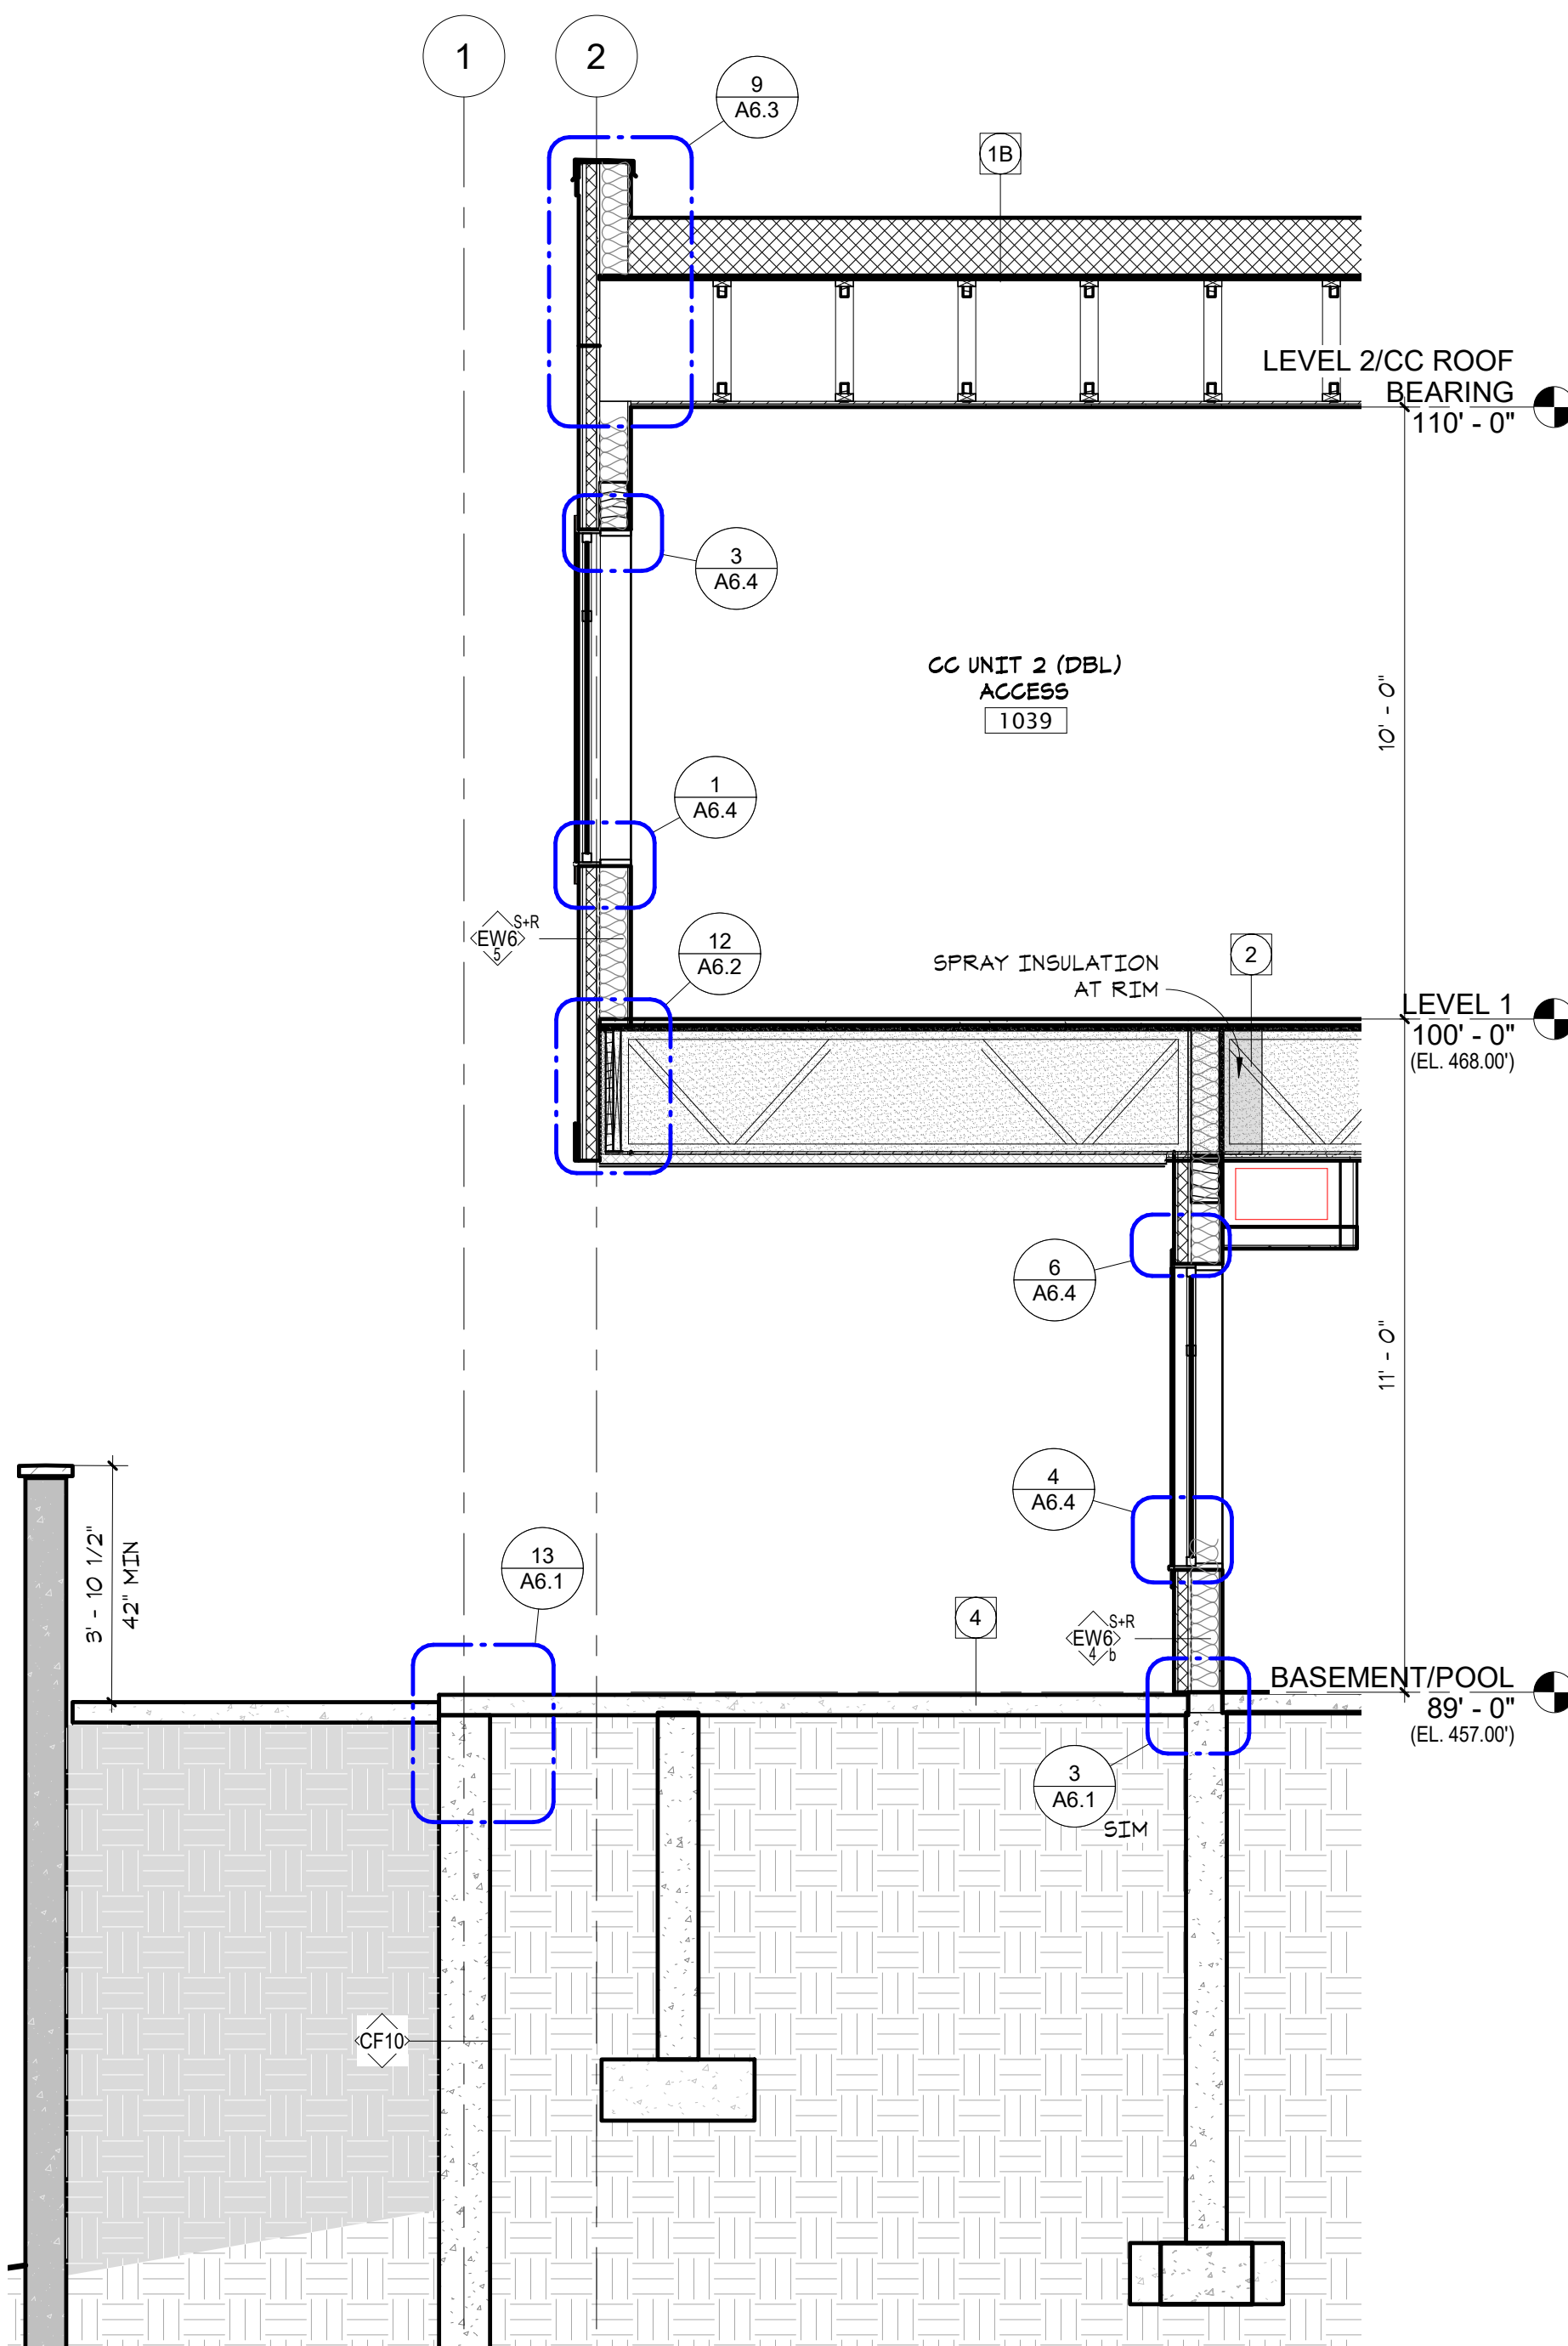 1
2
9
A6.3
1B
LEVEL 2/CC ROOF
BEARING
110' - 0"
3
A6.4
CC UNIT 2 (DBL)
ACCESS
1039
10' - 0"
1
A6.4
S+R
EW6
5
12
A6.2
SPRAY INSULATION
AT RIM
2
LEVEL 1
100' - 0"
(EL. 468.00')
6
A6.4
11' - 0"
4
A6.4
3' - 10 1/2"
42" MIN
13
A6.1
4
S+R
EW6
4 b
BASEMENT/POOL
89' - 0"
(EL. 457.00')
3
A6.1
SIM
CF10